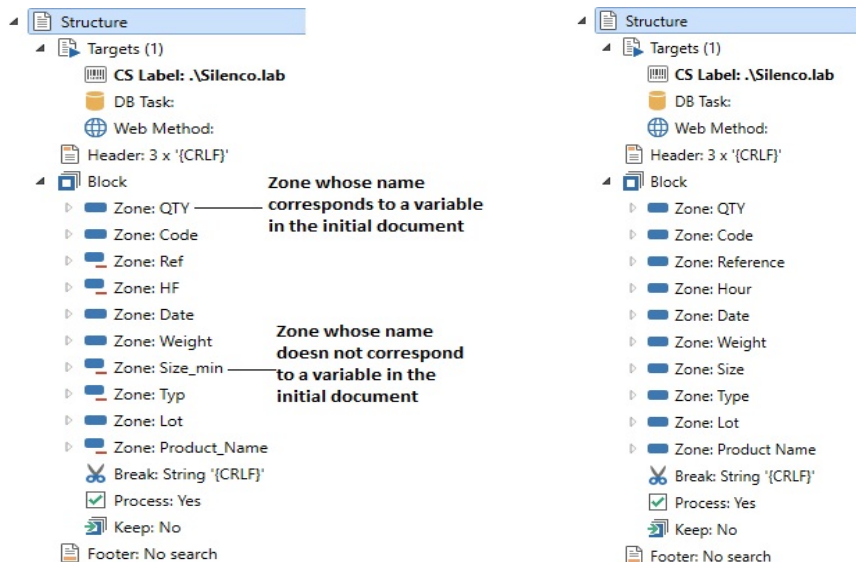 Structure
Targets (1)
CS Label: .\Silenco.lab
DB Task:
Web Method:
Header: 3 x '{CRLF}'
Block
Zone: QTY
Zone: Code
Zone: Ref
Zone: HF
Zone: Date
Zone: Weight
Zone: Size_min
Zone: Typ
Zone: Lot
Zone: Product_Name
Break: String '{CRLF}'
Process: Yes
Keep: No
Footer: No search
Zone whose name
corresponds to a variable
in the initial document
Zone whose name
doesn not correspond
to a variable in the
initial document
Structure
Targets (1)
CS Label: .\Silenco.lab
DB Task:
Web Method:
Header: 3 x '{CRLF}'
Block
Zone: QTY
Zone: Code
Zone: Reference
Zone: Hour
Zone: Date
Zone: Weight
Zone: Size
Zone: Type
Zone: Lot
Zone: Product Name
Break: String '{CRLF}'
Process: Yes
Keep: No
Footer: No search